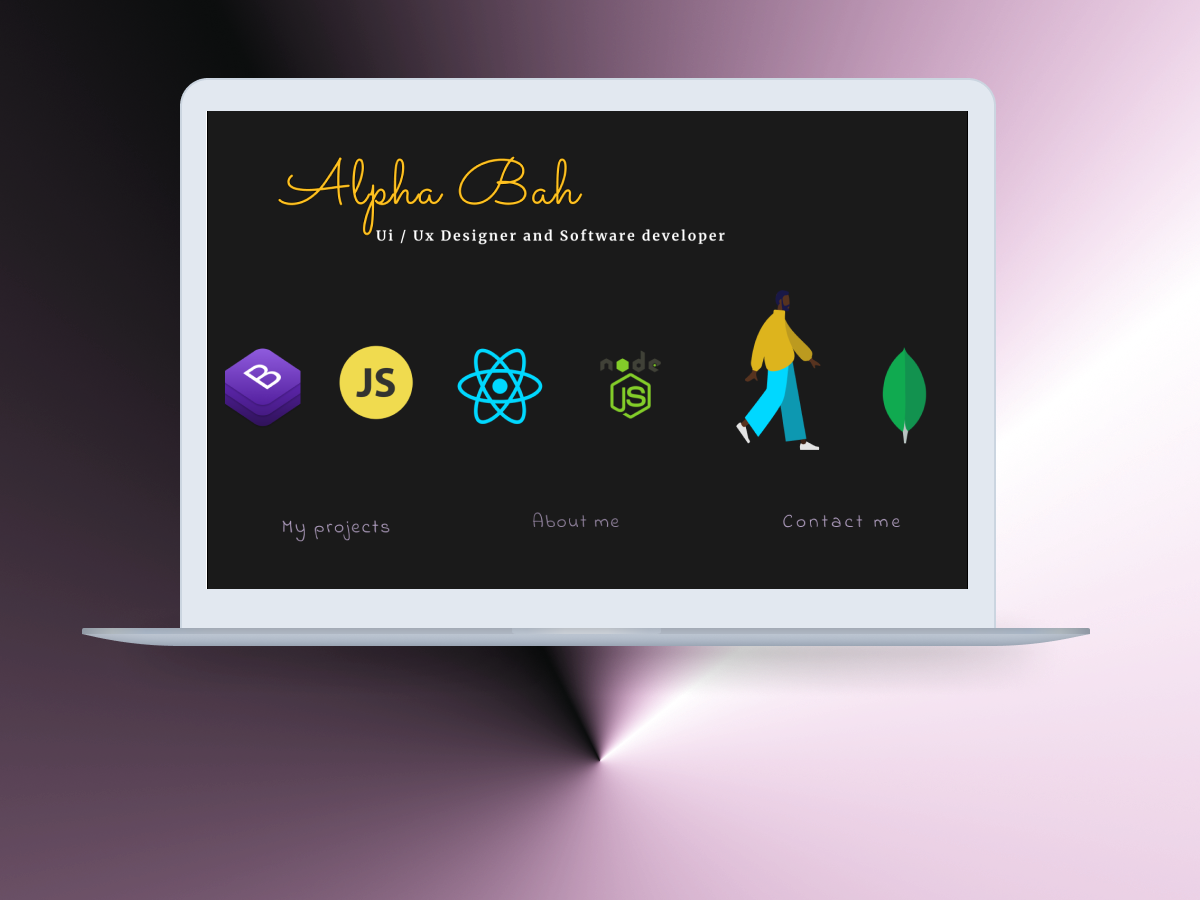 Alpha Bah
Ui / Ux Designer and Software developer
B
JS
node
JS
My projects
About me
Contact me